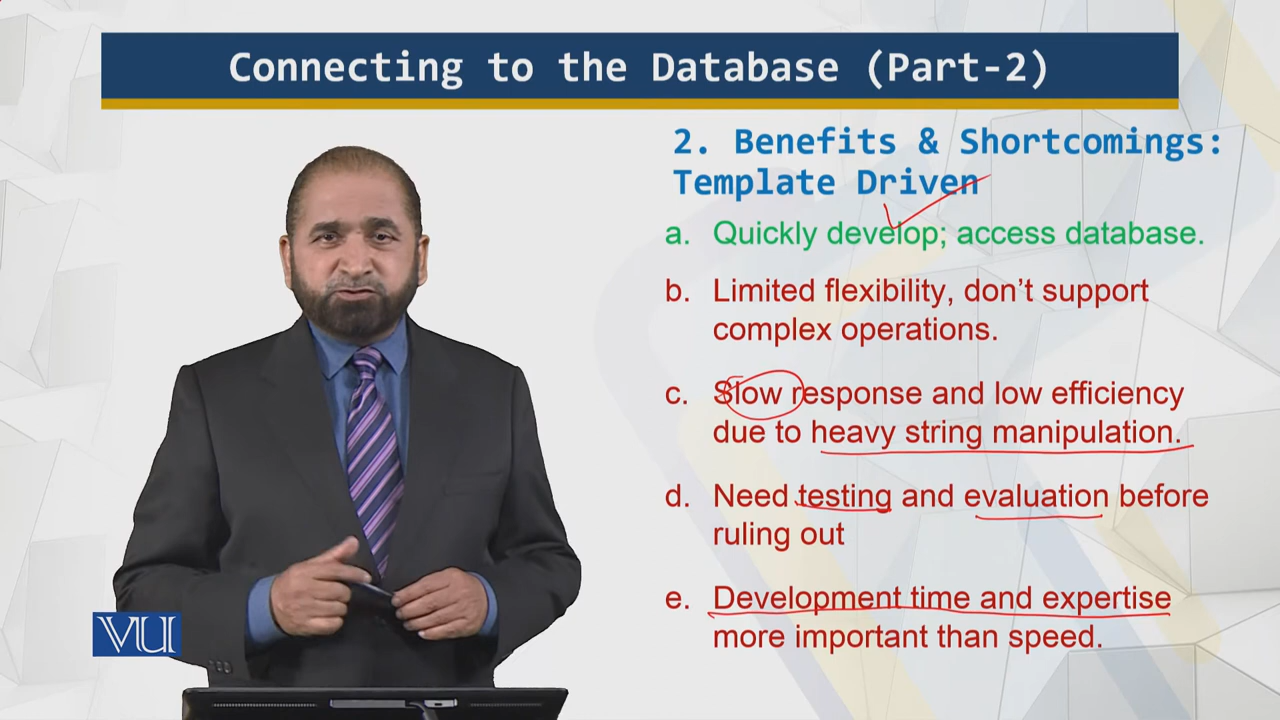 Connecting to the Database (Part-2)
2. Benefits & Shortcomings:
Template Driven
a. Quickly develop; access database.
b. Limited flexibility, don't support
complex operations.
c. Slow response and low efficiency
due to heavy string manipulation.
d. Need testing and evaluation before
ruling out
e. Development time and expertise
more important than speed.
VU